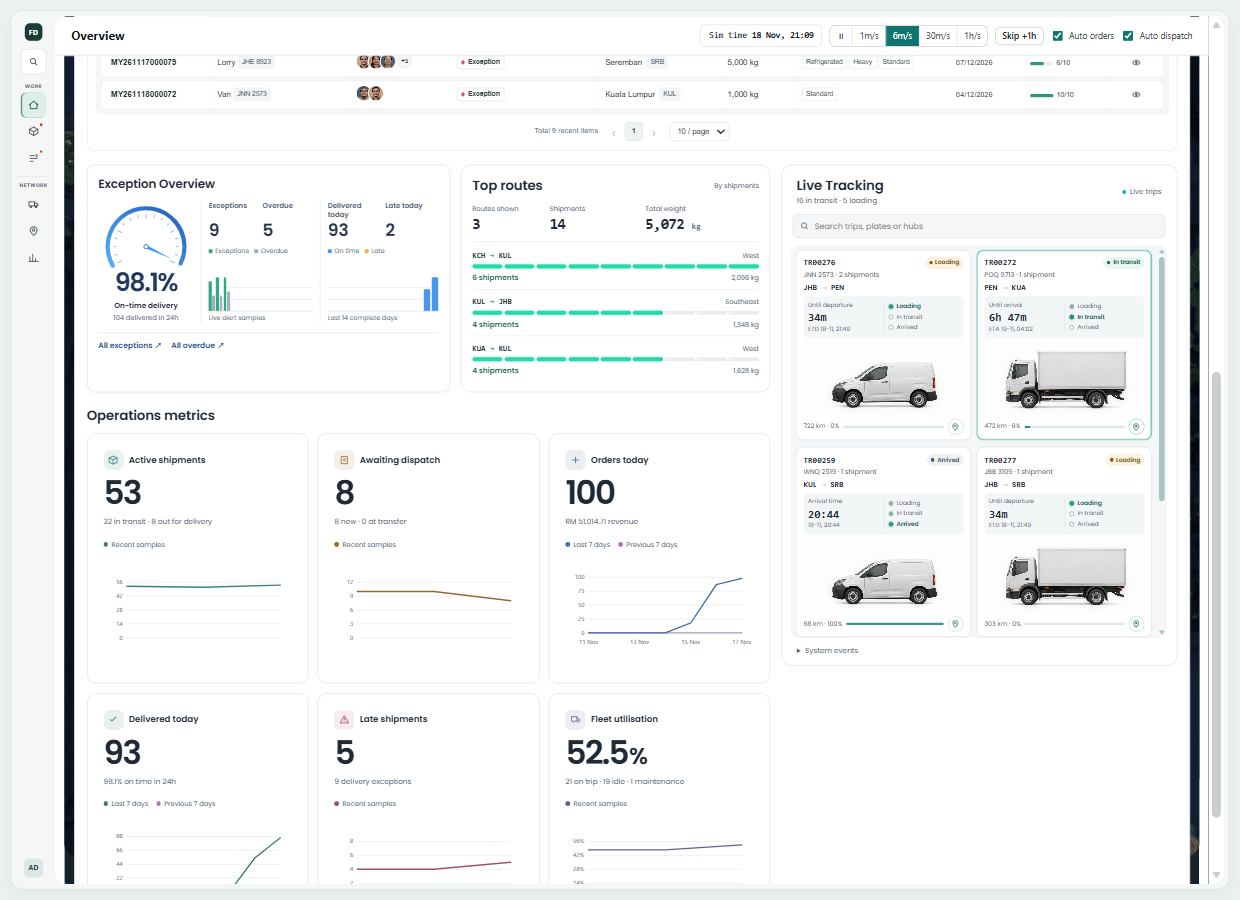 FD
Overview
Sim time 18 Nov, 21:09
1m/s
6m/s
30m/s
1h/s
Skip +1h
Auto orders
Auto dispatch
WORK
NETWORK
AD
MY261117000079
Lorry JHE 8523
+3
Exception
Seremban SRB
5,000 kg
Refrigerated Heavy Standard
07/12/2026
6/10
MY261118000072
Van JNN 2573
Exception
Kuala Lumpur KUL
1,000 kg
Standard
04/12/2026
10/10
Total 9 recent items
1
10 / page
Exception Overview
98.1%
On-time delivery
104 delivered in 24h
Exceptions
9
Overdue
5
Exceptions Overdue
Live alert samples
Delivered today
93
Late today
2
On time Late
Last 14 complete days
All exceptions ↗ All overdue ↗
Top routes
By shipments
Routes shown
3
Shipments
14
Total weight
5,072 kg
KCH → KUL
West
6 shipments
2,096 kg
KUL → JHB
Southeast
4 shipments
1,348 kg
KUA → KUL
West
4 shipments
1,628 kg
Live Tracking
16 in transit · 5 loading
Live trips
Search trips, plates or hubs
TR00276
Loading
JNN 2573 · 2 shipments
JHB → PEN
Until departure
34m
ETD 18-11, 21:49
Loading
In transit
Arrived
722 km · 0%
TR00272
In transit
POQ 9713 · 1 shipment
PEN → KUA
Until arrival
6h 47m
ETA 19-11, 04:02
Loading
In transit
Arrived
472 km · 6%
TR00259
Arrived
WNQ 2519 · 1 shipment
KUL → SRB
Arrival time
20:44
18-11, 20:44
Loading
In transit
Arrived
68 km · 100%
TR00277
Loading
JBB 3109 · 1 shipment
JHB → SRB
Until departure
34m
ETD 18-11, 21:49
Loading
In transit
Arrived
303 km · 0%
System events
Operations metrics
Active shipments
53
32 in transit · 8 out for delivery
Recent samples
56
42
28
14
0
Awaiting dispatch
8
8 new · 0 at transfer
Recent samples
12
9
6
3
0
Orders today
100
RM 51,014.71 revenue
Last 7 days Previous 7 days
100
75
50
25
0
11 Nov 13 Nov 15 Nov 17 Nov
Delivered today
93
98.1% on time in 24h
Last 7 days Previous 7 days
88
66
44
22
Late shipments
5
9 delivery exceptions
Recent samples
8
6
4
2
Fleet utilisation
52.5%
21 on trip · 19 idle · 1 maintenance
Recent samples
56%
42%
28%
14%